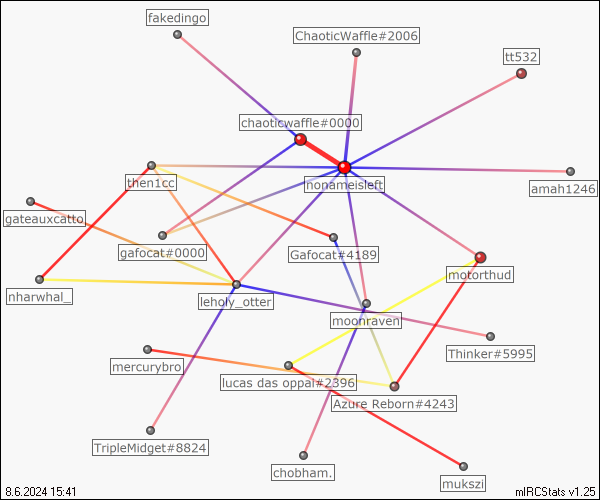 fakedingo
ChaoticWaffle#2006
tt532
chaoticwaffle#0000
then1cc
nonameisleft
amah1246
gateauxcatto
gafocat#0000
Gafocat#4189
motorthud
nharwhal_
leholy_otter
moonraven
Thinker#5995
mercurybro
lucas das oppai#2396
Azure Reborn#4243
TripleMidget#8824
chobham.
mukszi
8.6.2024 15:41
mIRCStats v1.25